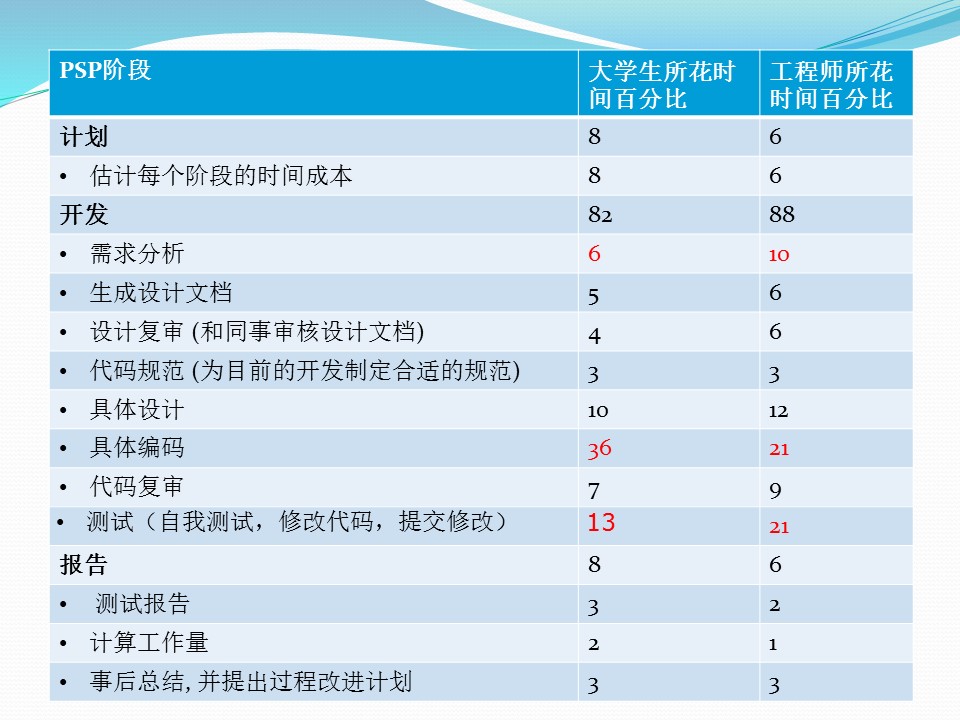 PSP阶段 大学生所花时间百分比 工程师所花时间百分比
计划 8 6
• 估计每个阶段的时间成本 8 6
开发 82 88
• 需求分析 6 10
• 生成设计文档 5 6
• 设计复审 (和同事审核设计文档) 4 6
• 代码规范 (为目前的开发制定合适的规范) 3 3
• 具体设计 10 12
• 具体编码 36 21
• 代码复审 7 9
• 测试（自我测试，修改代码，提交修改） 13 21
报告 8 6
• 测试报告 3 2
• 计算工作量 2 1
• 事后总结, 并提出过程改进计划 3 3